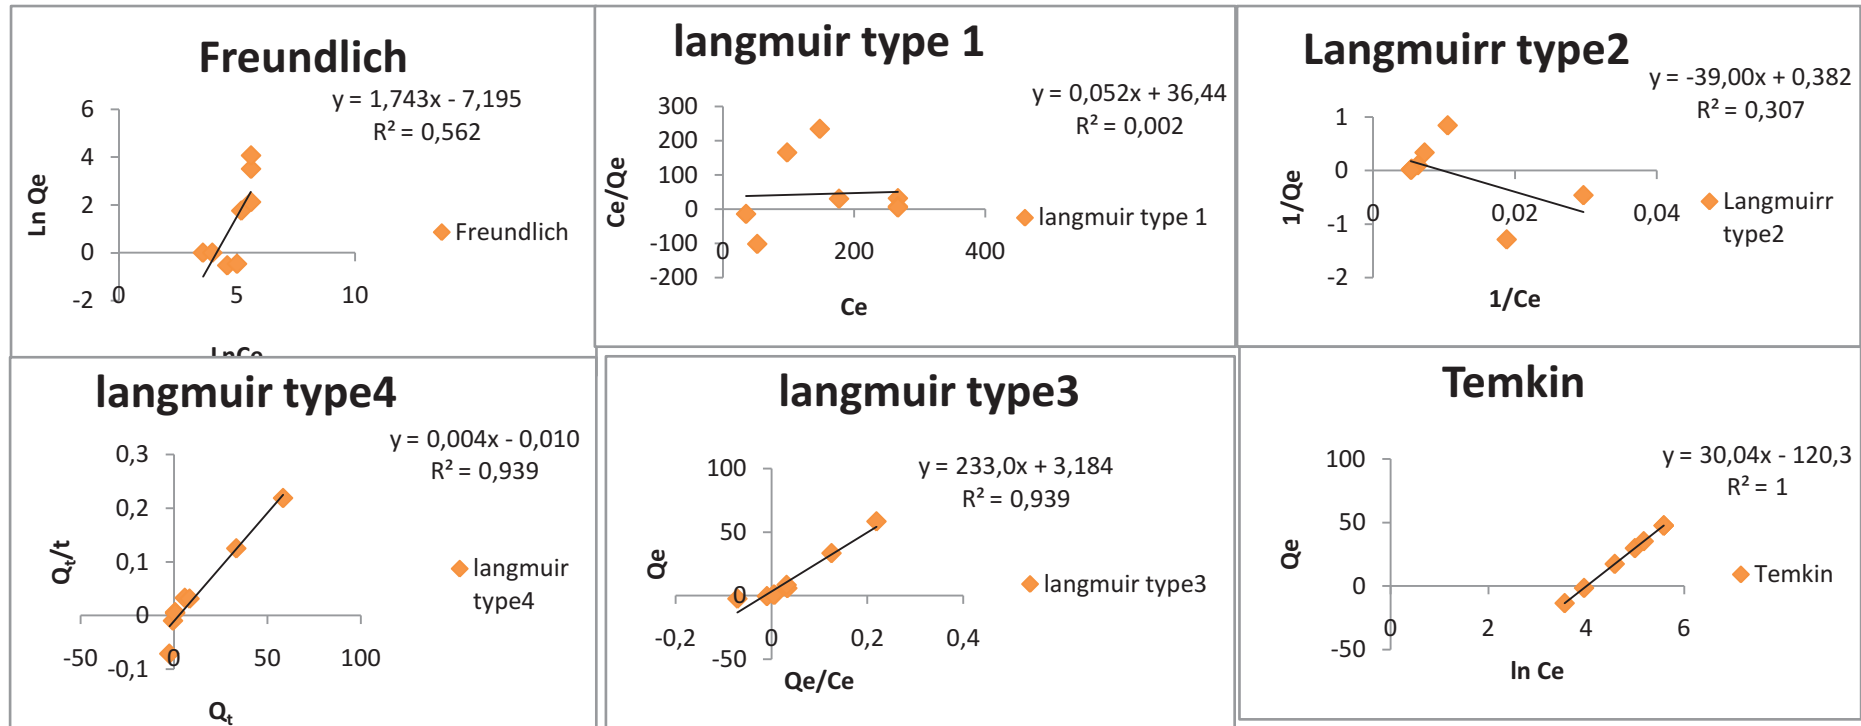 Freundlich
y = 1,743x - 7,195
R² = 0,562
6
4
2
0
-2
0
5
10
Ln Qe
LnCe
Freundlich
langmuir type 1
y = 0,052x + 36,44
R² = 0,002
300
200
100
0
-100
-200
0
200
400
Ce/Qe
Ce
langmuir type 1
Langmuirr type2
y = -39,00x + 0,382
R² = 0,307
1
0
-1
-2
0
0,02
0,04
1/Qe
1/Ce
Langmuirr
type2
langmuir type4
y = 0,004x - 0,010
R² = 0,939
0,3
0,2
0,1
0
-0,1
-50
0
50
100
Qt/t
Qt
langmuir
type4
langmuir type3
y = 233,0x + 3,184
R² = 0,939
100
50
0
-50
-0,2
0
0,2
0,4
Qe
Qe/Ce
langmuir type3
Temkin
y = 30,04x - 120,3
R² = 1
100
50
0
-50
0
2
4
6
Qe
ln Ce
Temkin